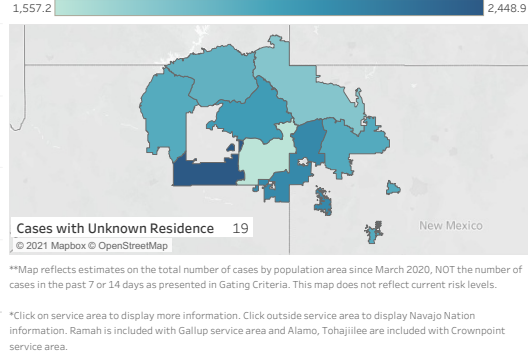 1,557.2
2,448.9
New Mexico
Cases with Unknown Residence 19
© 2021 Mapbox © OpenStreetMap
**Map reflects estimates on the total number of cases by population area since March 2020, NOT the number of
cases in the past 7 or 14 days as presented in Gating Criteria. This map does not reflect current risk levels.
*Click on service area to display more information. Click outside service area to display Navajo Nation
information. Ramah is included with Gallup service area and Alamo, Tohajiilee are included with Crownpoint
service area.